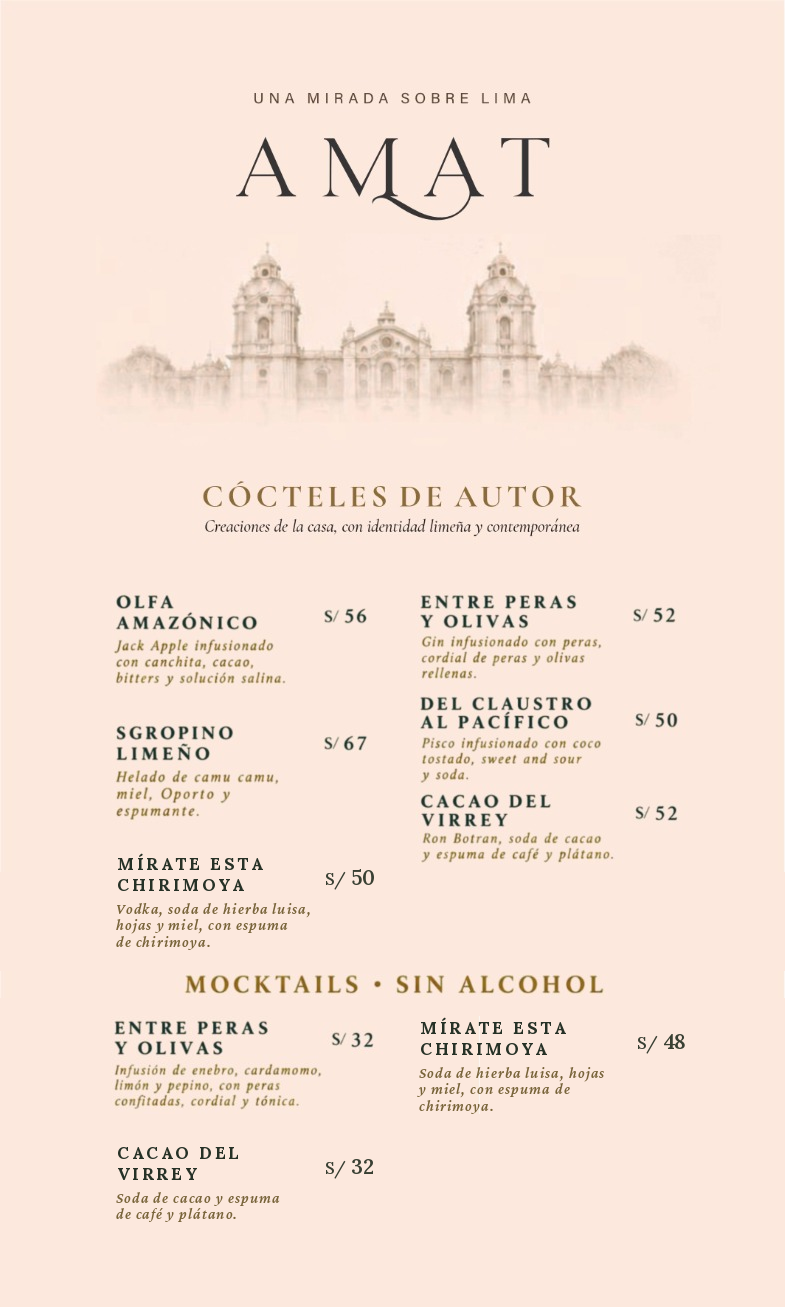 UNA MIRADA SOBRE LIMA
AMAT
CÓCTELES DE AUTOR
Creaciones de la casa, con identidad limeña y contemporánea
OLFA
AMAZÓNICO
S/ 56
Jack Apple infusionado
con canchita, cacao,
bitters y solución salina.
SGROPINO
LIMEÑO
S/ 67
Helado de camu camu,
miel, Oporto y
espumante.
MÍRATE ESTA
CHIRIMOYA
S/ 50
Vodka, soda de hierba luisa,
hojas y miel, con espuma
de chirimoya.
ENTRE PERAS
Y OLIVAS
S/ 52
Gin infusionado con peras,
cordial de peras y olivas
rellenas.
DEL CLAUSTRO
AL PACÍFICO
S/ 50
Pisco infusionado con coco
tostado, sweet and sour
y soda.
CACAO DEL
VIRREY
S/ 52
Ron Botran, soda de cacao
y espuma de café y plátano.
MOCKTAILS • SIN ALCOHOL
ENTRE PERAS
Y OLIVAS
S/ 32
Infusión de enebro, cardamomo,
limón y pepino, con peras
confitadas, cordial y tónica.
CACAO DEL
VIRREY
S/ 32
Soda de cacao y espuma
de café y plátano.
MÍRATE ESTA
CHIRIMOYA
S/ 48
Soda de hierba luisa, hojas
y miel, con espuma de
chirimoya.